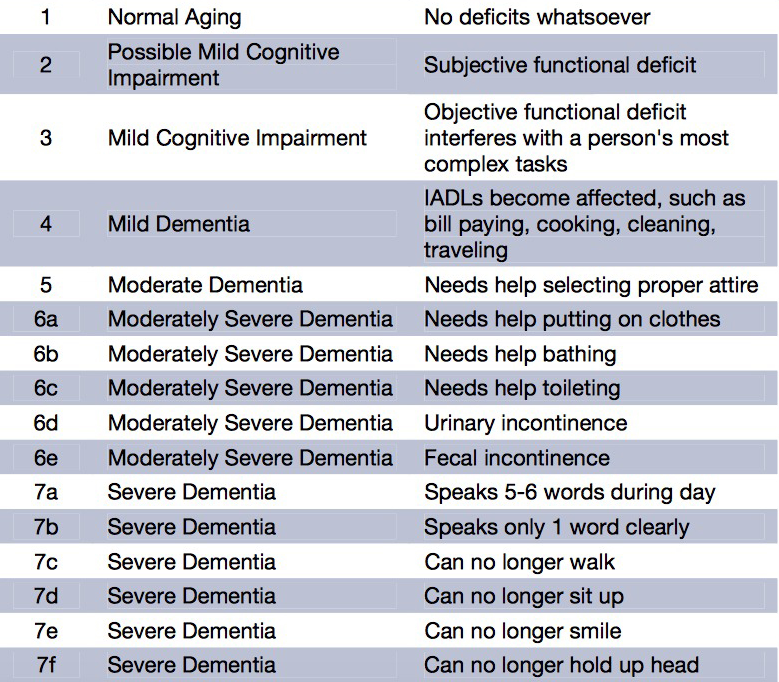 1 Normal Aging No deficits whatsoever
2 Possible Mild Cognitive Impairment Subjective functional deficit
3 Mild Cognitive Impairment Objective functional deficit interferes with a person's most complex tasks
4 Mild Dementia IADLs become affected, such as bill paying, cooking, cleaning, traveling
5 Moderate Dementia Needs help selecting proper attire
6a Moderately Severe Dementia Needs help putting on clothes
6b Moderately Severe Dementia Needs help bathing
6c Moderately Severe Dementia Needs help toileting
6d Moderately Severe Dementia Urinary incontinence
6e Moderately Severe Dementia Fecal incontinence
7a Severe Dementia Speaks 5-6 words during day
7b Severe Dementia Speaks only 1 word clearly
7c Severe Dementia Can no longer walk
7d Severe Dementia Can no longer sit up
7e Severe Dementia Can no longer smile
7f Severe Dementia Can no longer hold up head